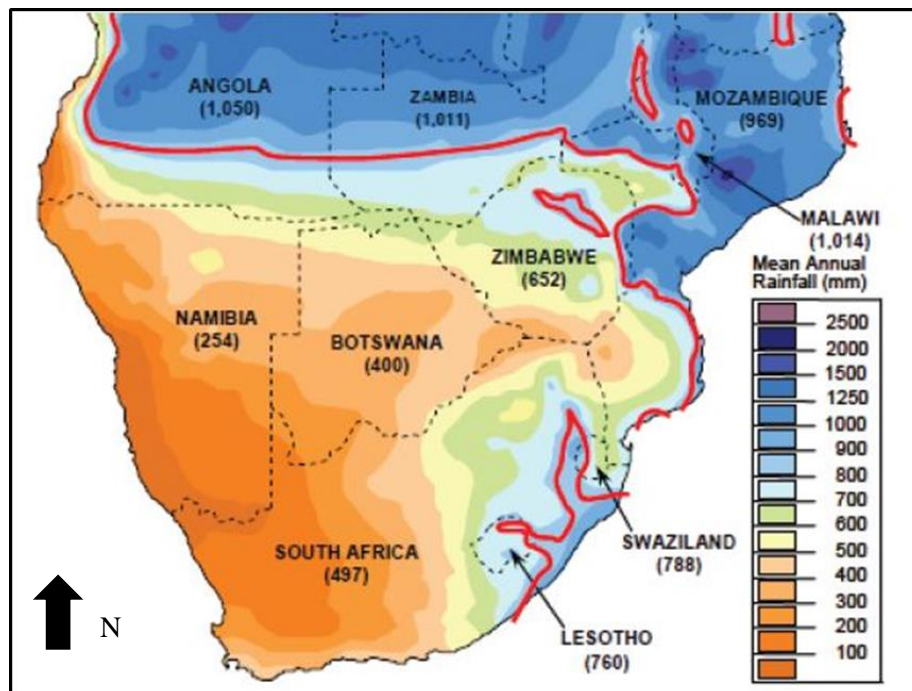 ANGOLA
(1,050)
ZAMBIA
(1,011)
MOZAMBIQUE
(969)
MALAWI
(1,014)
ZIMBABWE
(652)
NAMIBIA
(254)
BOTSWANA
(400)
SOUTH AFRICA
(497)
SWAZILAND
(788)
LESOTHO
(760)
N
Mean Annual
Rainfall (mm)
2500
2000
1500
1250
1000
900
800
700
600
500
400
300
200
100